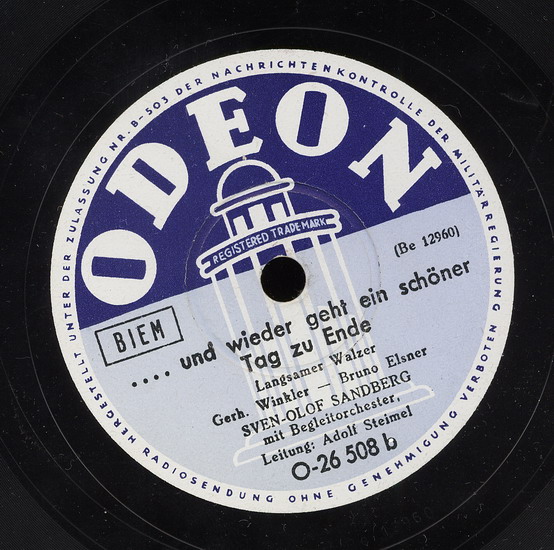 HERGESTELLT UNTER DER ZULASSUNG NR. B-503 DER NACHRICHTENKONTROLLE DER MILITÄRREGIERUNG
RADIOSENDUNG OHNE GENEHMIGUNG VERBOTEN
ODEON
REGISTERED TRADE-MARK
(Be 12960)
BIEM
.... und wieder geht ein schöner
Tag zu Ende
Langsamer Walzer
Gerh. Winkler — Bruno Elsner
SVEN-OLOF SANDBERG
mit Begleitorchester,
Leitung: Adolf Steimel
O-26 508 b